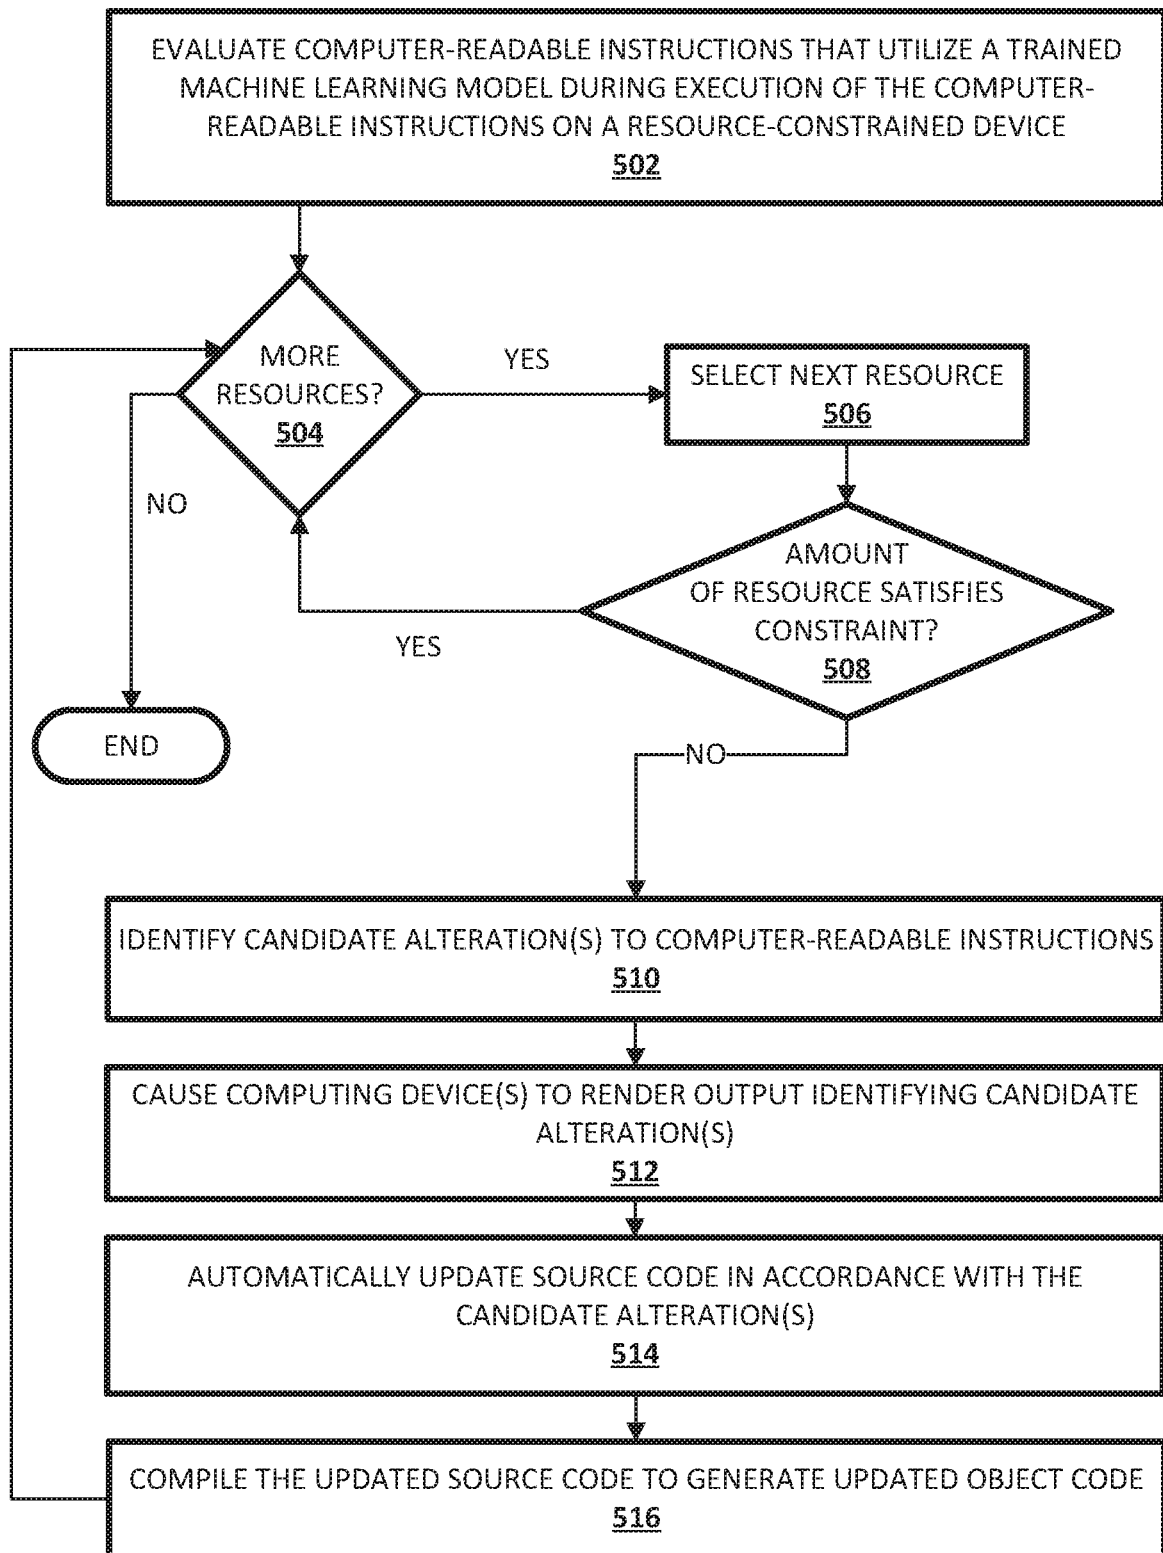 EVALUATE COMPUTER-READABLE INSTRUCTIONS THAT UTILIZE A TRAINED
MACHINE LEARNING MODEL DURING EXECUTION OF THE COMPUTER-
READABLE INSTRUCTIONS ON A RESOURCE-CONSTRAINED DEVICE
502
MORE
RESOURCES?
504
YES
SELECT NEXT RESOURCE
506
NO
AMOUNT
OF RESOURCE SATISFIES
CONSTRAINT?
508
YES
END
NO
IDENTIFY CANDIDATE ALTERATION(S) TO COMPUTER-READABLE INSTRUCTIONS
510
CAUSE COMPUTING DEVICE(S) TO RENDER OUTPUT IDENTIFYING CANDIDATE
ALTERATION(S)
512
AUTOMATICALLY UPDATE SOURCE CODE IN ACCORDANCE WITH THE
CANDIDATE ALTERATION(S)
514
COMPILE THE UPDATED SOURCE CODE TO GENERATE UPDATED OBJECT CODE
516